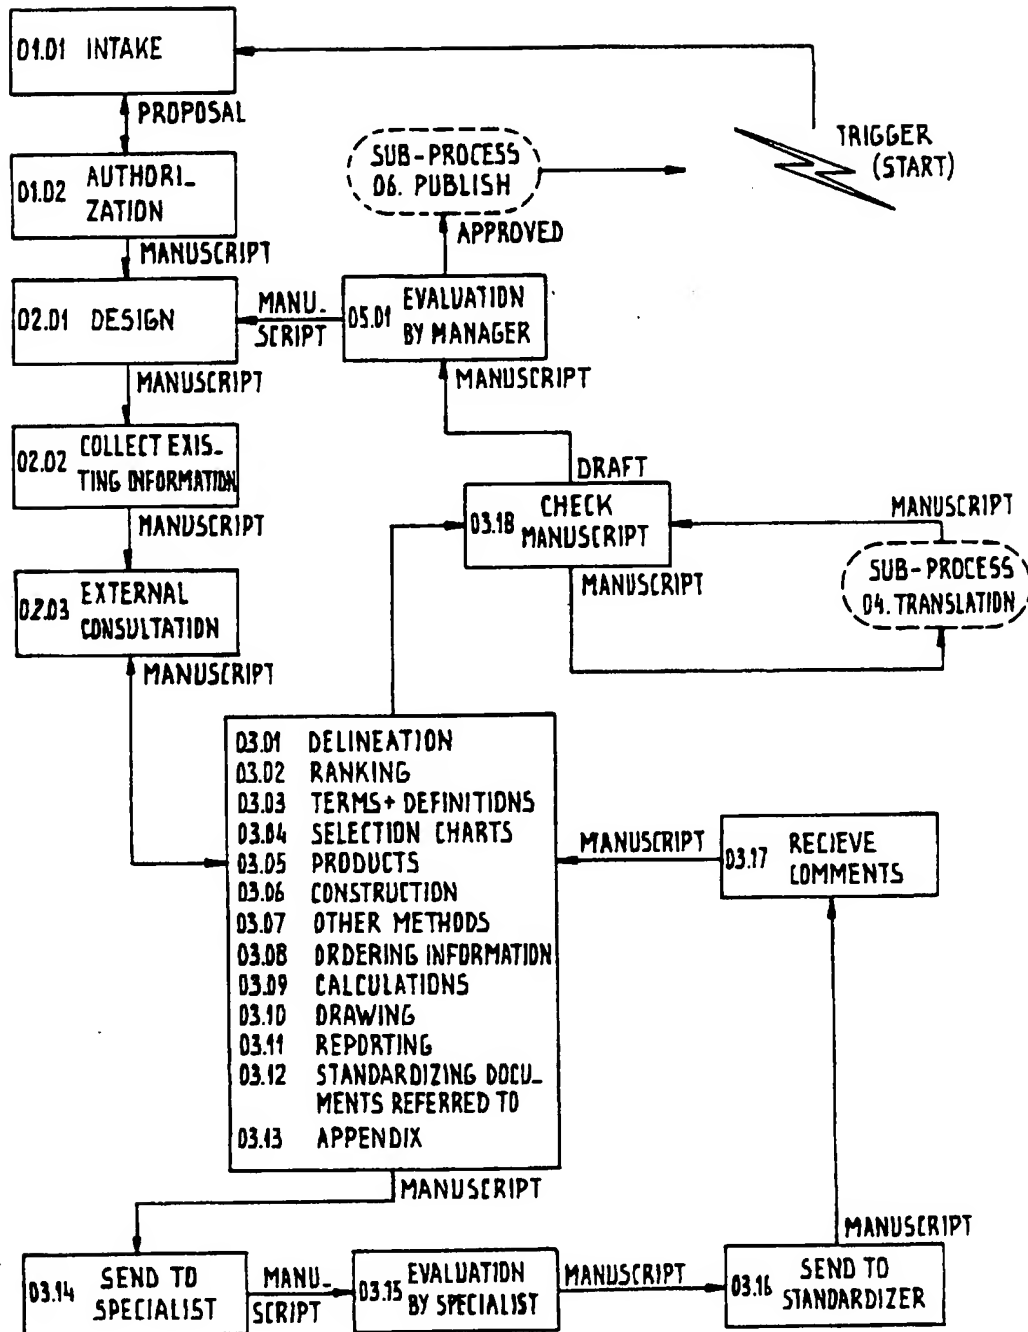 01.01 INTAKE
PROPOSAL
TRIGGER
(START)
SUB-PROCESS
06. PUBLISH
01.02 AUTHORI-
ZATION
APPROVED
MANUSCRIPT
02.01 DESIGN
MANU-
SCRIPT
05.01 EVALUATION
BY MANAGER
MANUSCRIPT
MANUSCRIPT
02.02 COLLECT EXIS-
TING INFORMATION
DRAFT
MANUSCRIPT
03.18 CHECK
MANUSCRIPT
MANUSCRIPT
SUB-PROCESS
04. TRANSLATION
MANUSCRIPT
02.03 EXTERNAL
CONSULTATION
MANUSCRIPT
03.01 DELINEATION
03.02 RANKING
03.03 TERMS+ DEFINITIONS
03.04 SELECTION CHARTS
03.05 PRODUCTS
03.06 CONSTRUCTION
03.07 OTHER METHODS
03.08 ORDERING INFORMATION
03.09 CALCULATIONS
03.10 DRAWING
03.11 REPORTING
03.12 STANDARDIZING DOCU-
MENTS REFERRED TO
03.13 APPENDIX
MANUSCRIPT
03.17 RECIEVE
COMMENTS
MANUSCRIPT
03.14 SEND TO
SPECIALIST
MANU-
SCRIPT
03.15 EVALUATION
BY SPECIALIST
MANUSCRIPT
03.16 SEND TO
STANDARDIZER
MANUSCRIPT